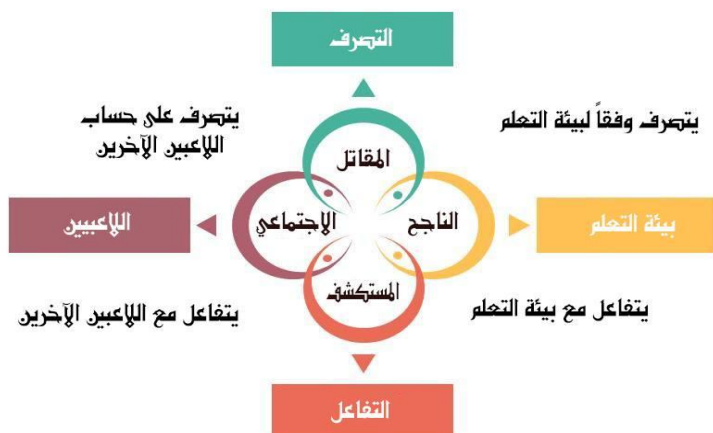 التصرف
يتصرف على حساب
اللاعبين الآخرين
يتصرف وفقاً لبيئة التعلم
المقاتل
اللاعبيين
الاجتماعي
الناجح
بيئة التعلم
المستكشف
يتفاعل مع اللاعبين الآخرين
يتفاعل مع بيئة التعلم
التفاعل